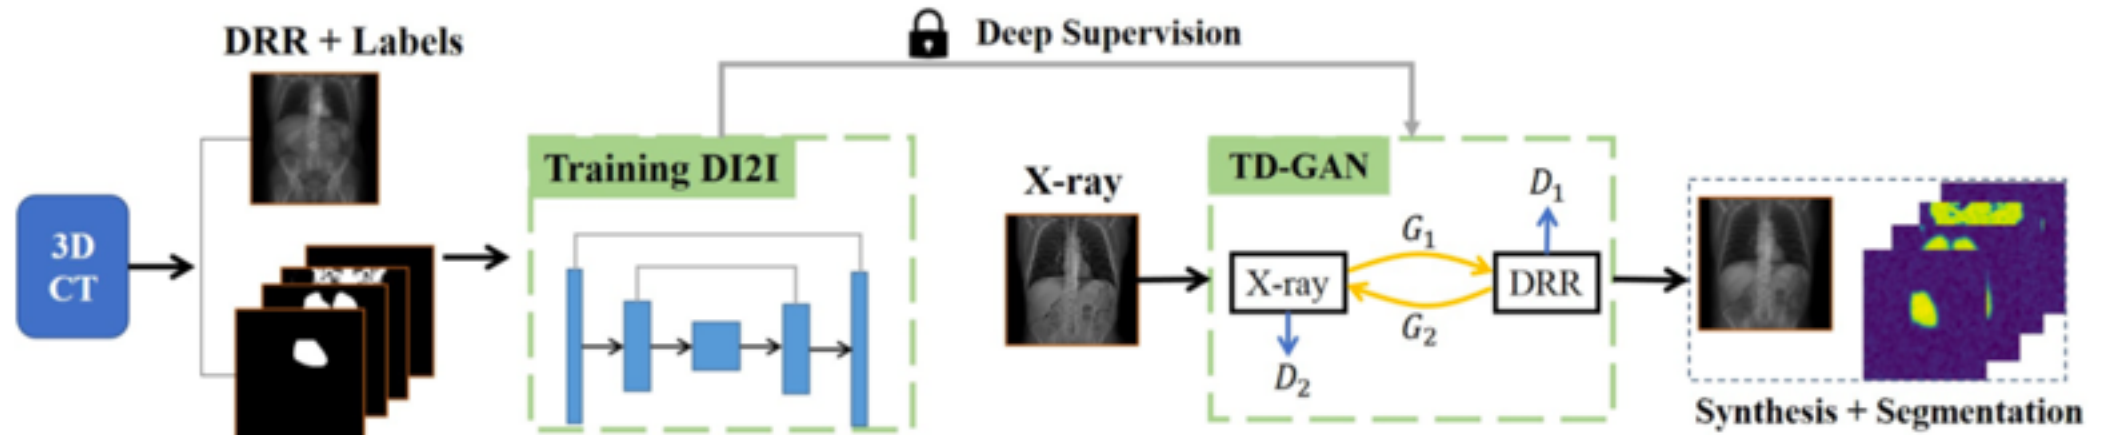 DRR + Labels
Deep Supervision
3D
CT
Training DI2I
X-ray
TD-GAN
D1
G1
X-ray
DRR
G2
D2
Synthesis + Segmentation